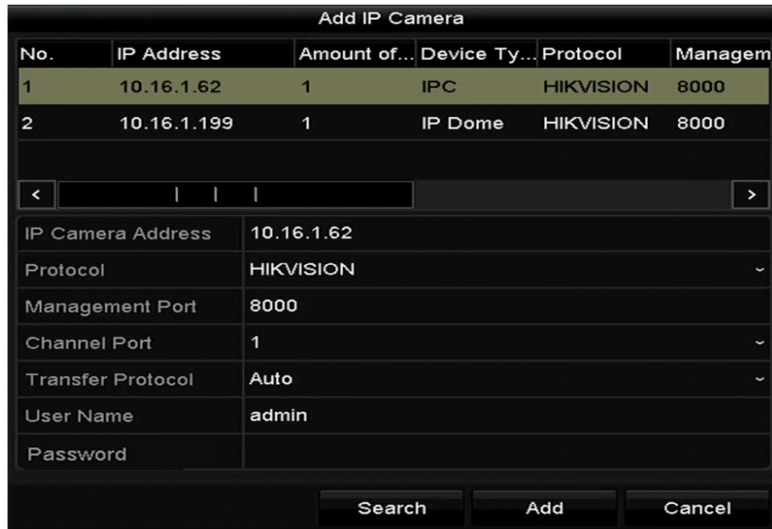 Add IP Camera
No. IP Address Amount of... Device Ty... Protocol Managem
1 10.16.1.62 1 IPC HIKVISION 8000
2 10.16.1.199 1 IP Dome HIKVISION 8000
IP Camera Address 10.16.1.62
Protocol HIKVISION
Management Port 8000
Channel Port 1
Transfer Protocol Auto
User Name admin
Password
Search Add Cancel